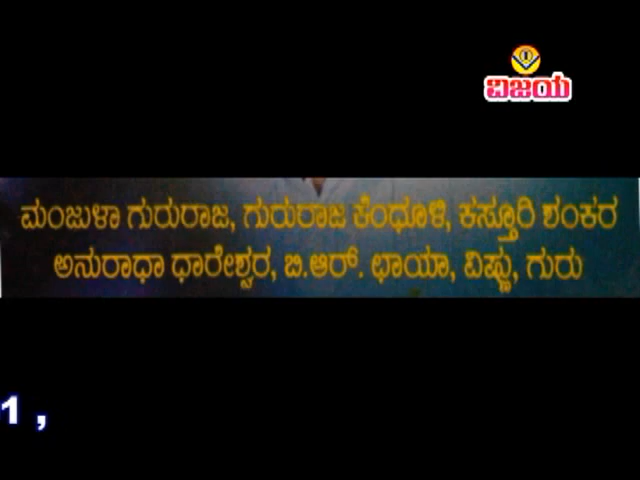 ವಿಜಯ
ಮಂಜುಳಾ ಗುರುರಾಜ, ಗುರುರಾಜ ಕೆಂಧೂಳಿ, ಕಸ್ತೂರಿ ಶಂಕರ
ಅನುರಾಧಾ ಧಾರೇಶ್ವರ, ಬಿ.ಆರ್. ಛಾಯಾ, ವಿಷ್ಣು, ಗುರು
1 ,